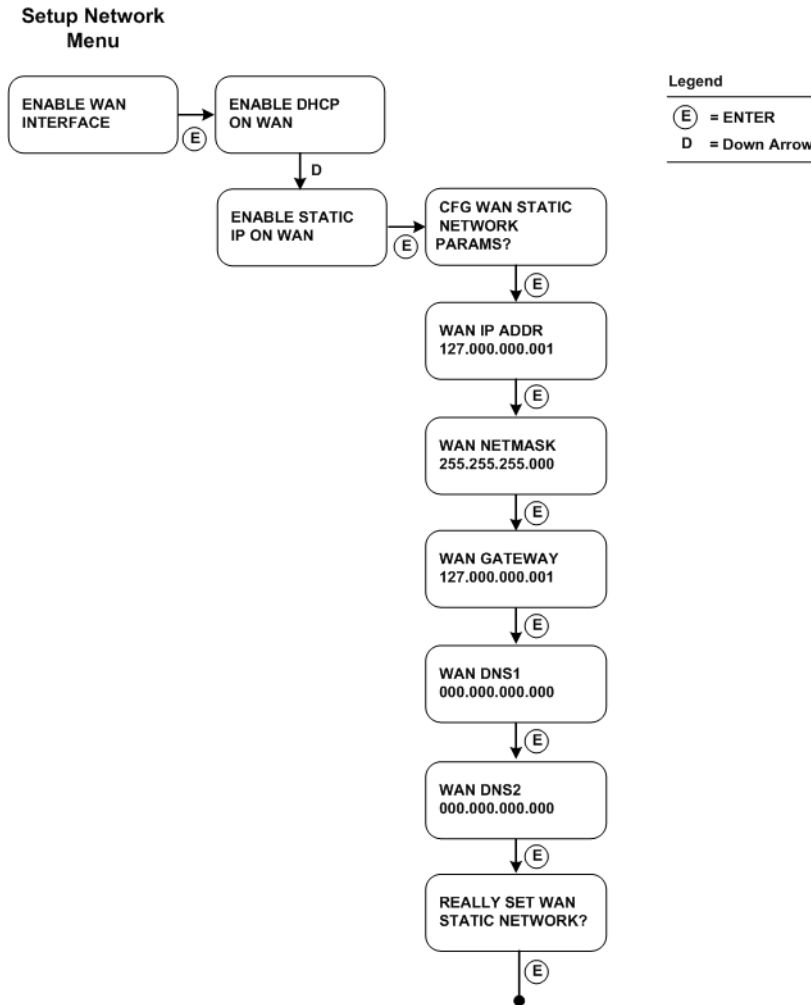 Setup Network
Menu
ENABLE WAN
INTERFACE
E
ENABLE DHCP
ON WAN
D
ENABLE STATIC
IP ON WAN
E
CFG WAN STATIC
NETWORK
PARAMS?
E
WAN IP ADDR
127.000.000.001
E
WAN NETMASK
255.255.255.000
E
WAN GATEWAY
127.000.000.001
E
WAN DNS1
000.000.000.000
E
WAN DNS2
000.000.000.000
E
REALLY SET WAN
STATIC NETWORK?
E
Legend
E = ENTER
D = Down Arrow